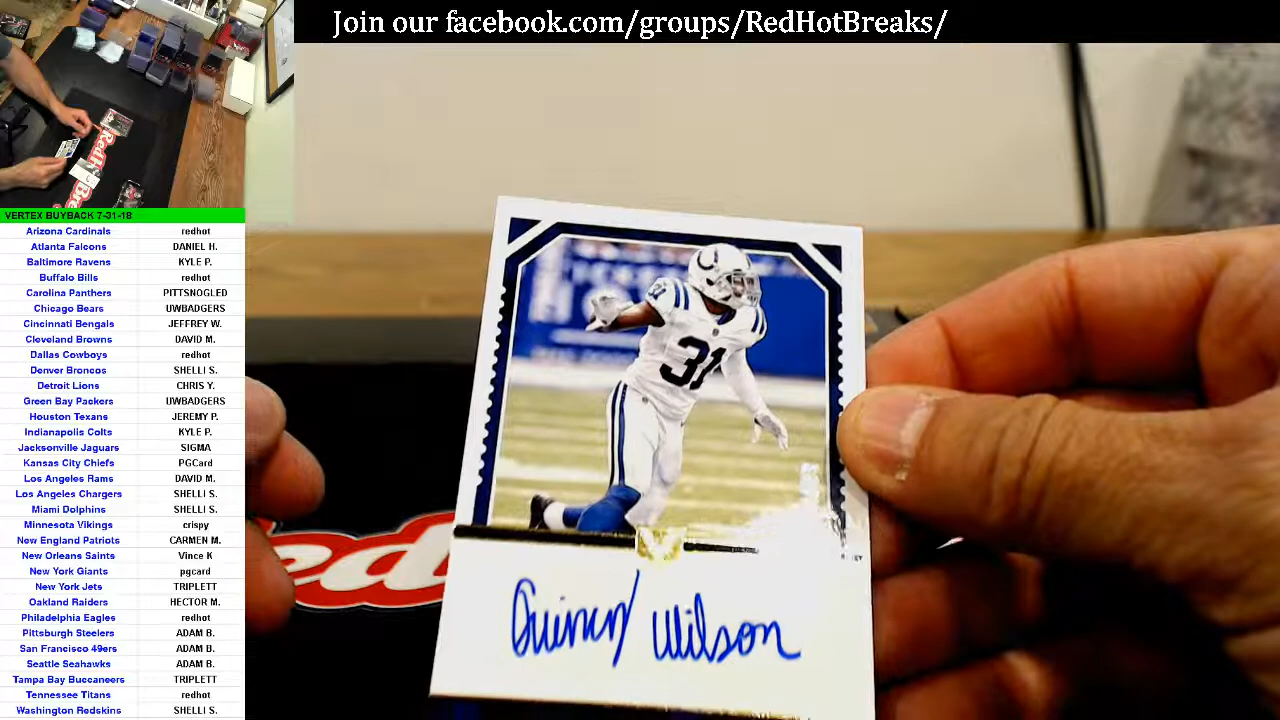 Join our facebook.com/groups/RedHotBreaks/
VERTEX BUYBACK 7-31-18
Arizona Cardinals redhot
Atlanta Falcons DANIEL H.
Baltimore Ravens KYLE P.
Buffalo Bills redhot
Carolina Panthers PITTSNOGLED
Chicago Bears UWBADGERS
Cincinnati Bengals JEFFREY W.
Cleveland Browns DAVID M.
Dallas Cowboys redhot
Denver Broncos SHELLI S.
Detroit Lions CHRIS Y.
Green Bay Packers UWBADGERS
Houston Texans JEREMY P.
Indianapolis Colts KYLE P.
Jacksonville Jaguars SIGMA
Kansas City Chiefs PGCard
Los Angeles Rams DAVID M.
Los Angeles Chargers SHELLI S.
Miami Dolphins SHELLI S.
Minnesota Vikings crispy
New England Patriots CARMEN M.
New Orleans Saints Vince K
New York Giants pgcard
New York Jets TRIPLETT
Oakland Raiders HECTOR M.
Philadelphia Eagles redhot
Pittsburgh Steelers ADAM B.
San Francisco 49ers ADAM B.
Seattle Seahawks ADAM B.
Tampa Bay Buccaneers TRIPLETT
Tennessee Titans redhot
Washington Redskins SHELLI S.
31
Quincy Wilson
ed